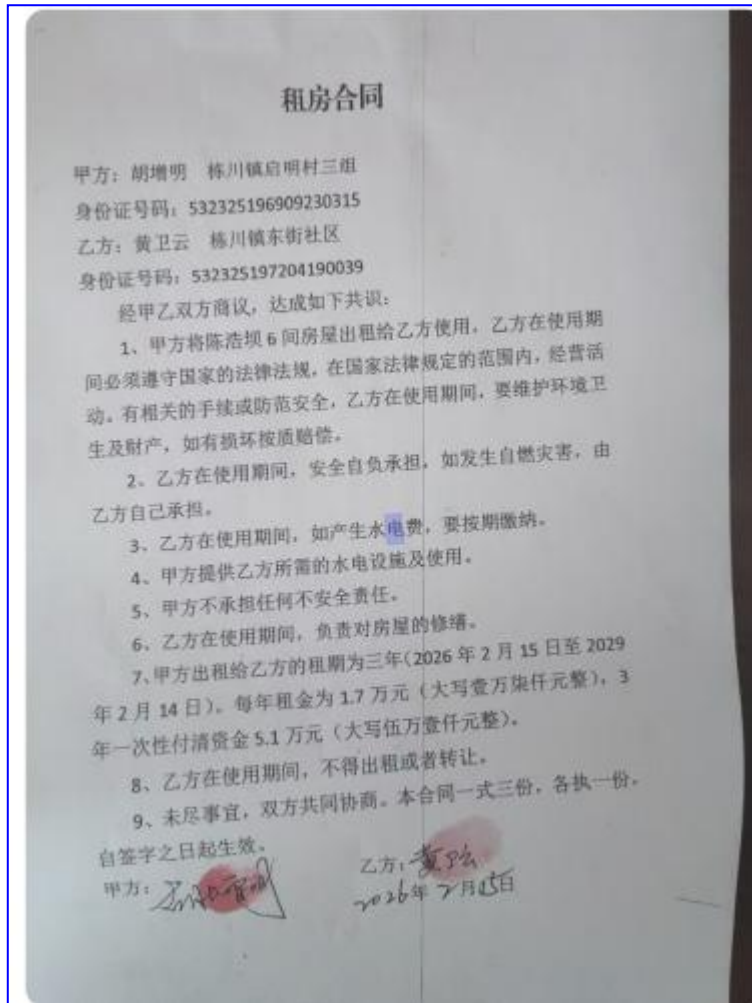 租房合同
甲方：胡增明 栋川镇启明村三组
身份证号码：532325196909230315
乙方：黄卫云 栋川镇东街社区
身份证号码：532325197204190039
经甲乙双方商议，达成如下共识：
1、甲方将陈浩坝6间房屋出租给乙方使用，乙方在使用期
间必须遵守国家的法律法规，在国家法律规定的范围内，经营活
动。有相关的手续或防范安全，乙方在使用期间，要维护环境卫
生及财产，如有损坏按质赔偿。
2、乙方在使用期间，安全自负承担，如发生自燃灾害，由
乙方自己承担。
3、乙方在使用期间，如产生水电费，要按期缴纳。
4、甲方提供乙方所需的水电设施及使用。
5、甲方不承担任何不安全责任。
6、乙方在使用期间，负责对房屋的修缮。
7、甲方出租给乙方的租期为三年（2026年2月15日至2029
年2月14日）。每年租金为1.7万元（大写壹万柒仟元整），3
年一次性付清资金5.1万元（大写伍万壹仟元整）。
8、乙方在使用期间，不得出租或者转让。
9、未尽事宜，双方共同协商。本合同一式三份，各执一份。
自签字之日起生效。
甲方：
乙方：黄卫云
2026年2月15日